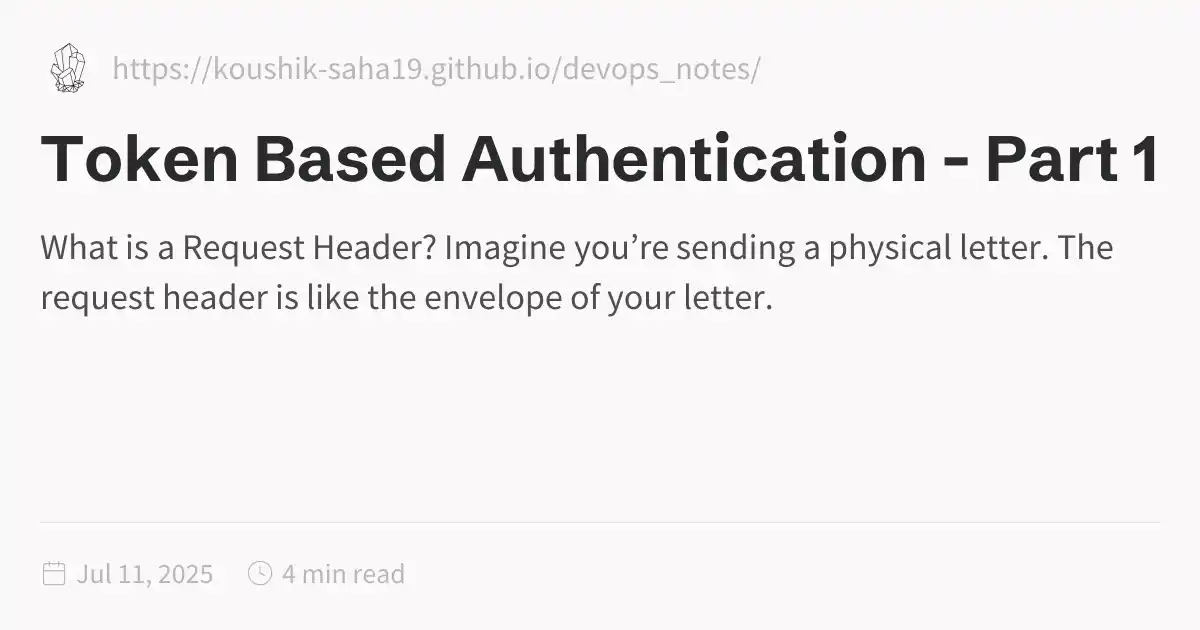 https://koushik-saha19.github.io/devops_notes/
Token Based Authentication - Part 1
What is a Request Header? Imagine you’re sending a physical letter. The
request header is like the envelope of your letter.
Jul 11, 2025 4 min read